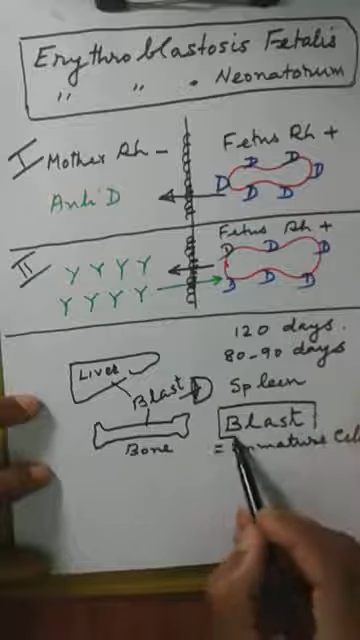 Erythroblastosis Fetalis
" " . Neonatorum
I Mother Rh - Fetus Rh +
D D D D D D D
Anti D
II Fetus Rh +
Y Y Y Y D D D
Y Y Y Y D D D
120 days.
80-90 days
Liver Blast D Spleen
Blast
Bone = Immature Cell